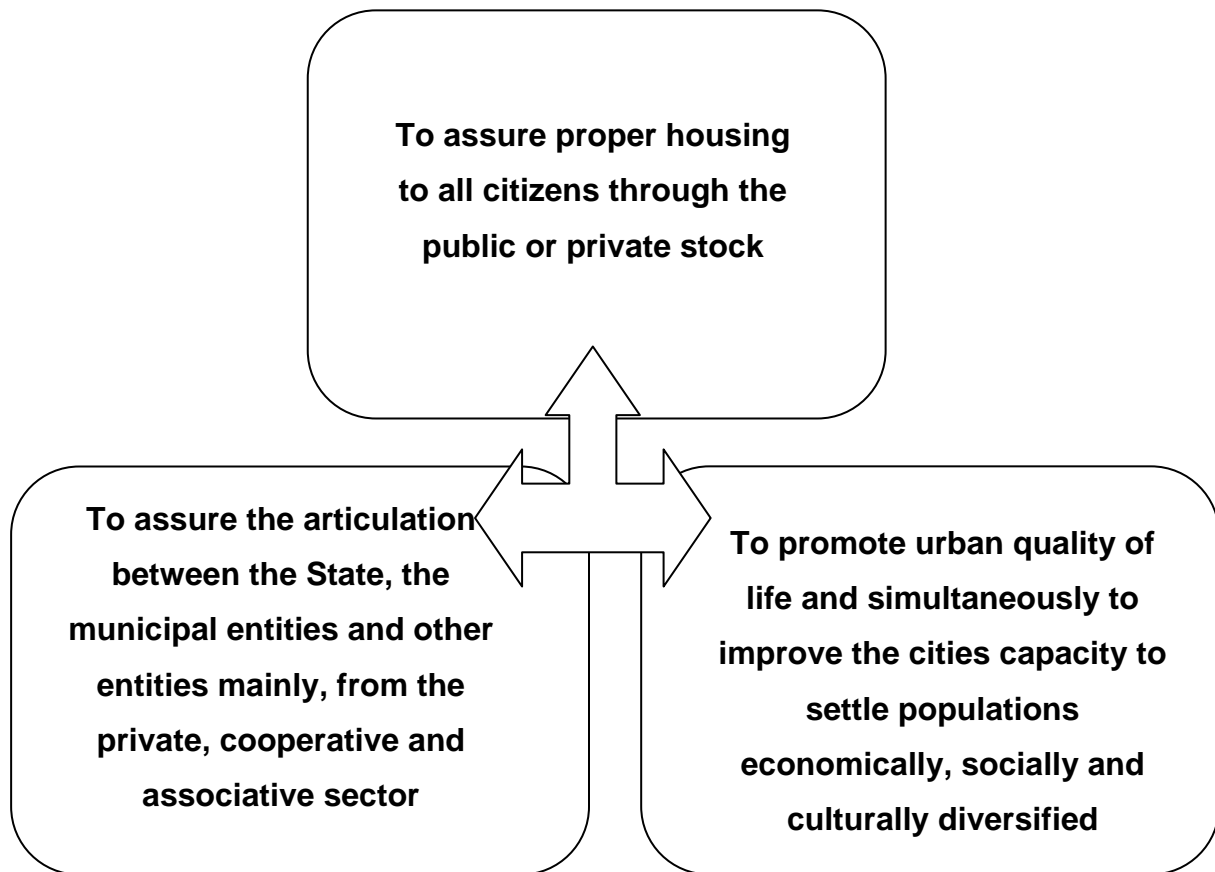 To assure proper housing
to all citizens through the
public or private stock
To assure the articulation
between the State, the
municipal entities and other
entities mainly, from the
private, cooperative and
associative sector
To promote urban quality of
life and simultaneously to
improve the cities capacity to
settle populations
economically, socially and
culturally diversified